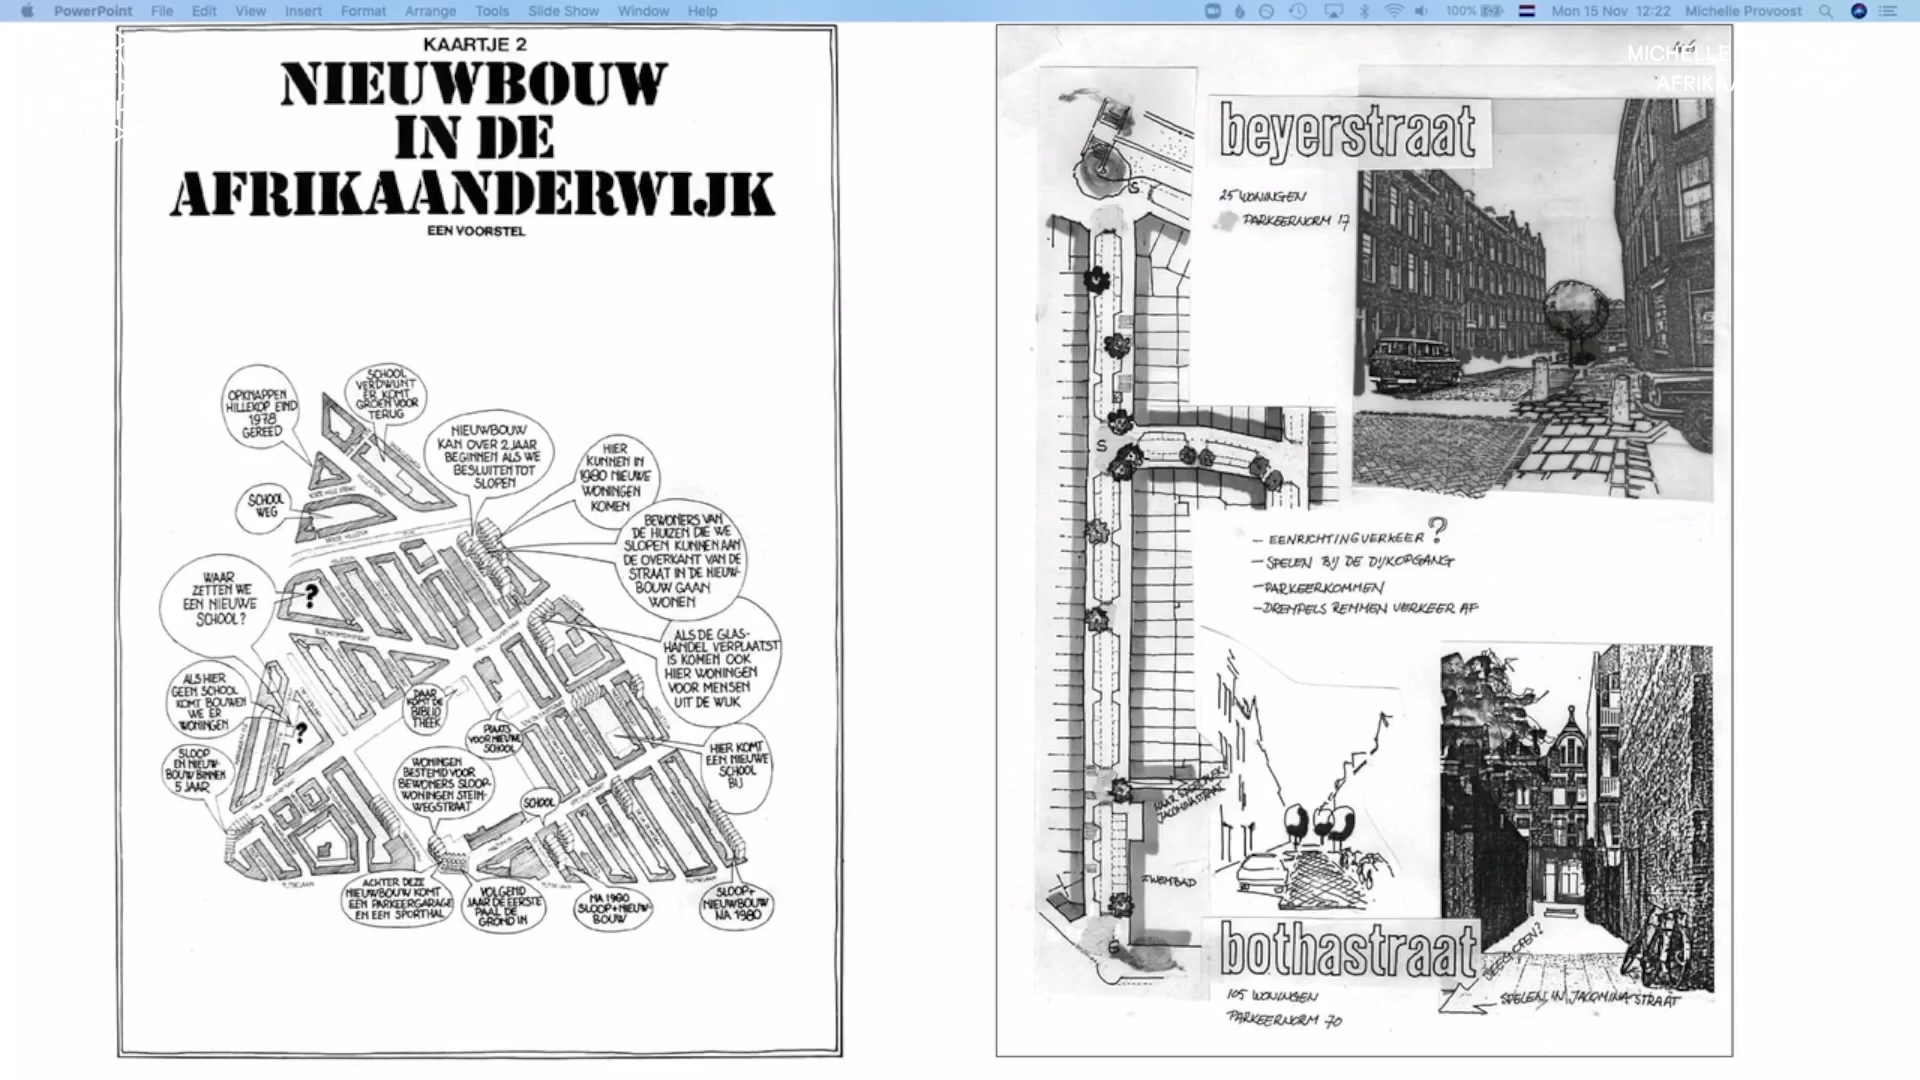 PowerPoint File Edit View Insert Format Arrange Tools Slide Show Window Help
100% Mon 15 Nov 12:22 Michelle Provoost
MICHELLE
AFRIKAA
KAARTJE 2
NIEUWBOUW
IN DE
AFRIKAANDERWIJK
EEN VOORSTEL
OPKNAPPEN
HILLEKOP EIND
1978
GEREED
SCHOOL
VERDWIJNT
ER KOMT
GROEN VOOR
TERUG
NIEUWBOUW
KAN OVER 2 JAAR
BEGINNEN ALS WE
BESLUITEN TOT
SLOPEN
HIER
KUNNEN IN
1980 NIEUWE
WONINGEN
KOMEN
SCHOOL
WEG
BEWONERS VAN
DE HUIZEN DIE WE
SLOPEN KUNNEN AAN
DE OVERKANT VAN DE
STRAAT IN DE NIEUW-
BOUW GAAN
WONEN
WAAR
ZETTEN WE
EEN NIEUWE
SCHOOL?
?
ALS DE GLAS-
HANDEL VERPLAATST
IS KOMEN OOK
HIER WONINGEN
VOOR MENSEN
UIT DE WIJK
ALS HIER
GEEN SCHOOL
KOMT BOUWEN
WE ER
WONINGEN
?
DAAR
KOMT DE
BIBLIO
THEEK
PLAATS
VOOR NIEUWE
SCHOOL
HIER KOMT
EEN NIEUWE
SCHOOL
BIJ
SLOOP
EN NIEUW-
BOUW BINNEN
5 JAAR
WONINGEN
BESTEMD VOOR
BEWONERS SLOOP-
WONINGEN STEIN-
WEGSTRAAT
SCHOOL
ACHTER DEZE
NIEUWBOUW KOMT
EEN PARKEERGARAGE
EN EEN SPORTHAL
VOLGEND
JAAR DE EERSTE
PAAL DE
GROND IN
NA 1980
SLOOP+NIEUW-
BOUW
SLOOP+
NIEUWBOUW
NA 1980
beyerstraat
25 WONINGEN
PARKEERNORM 17
S
S
- EENRICHTINGVERKEER ?
- SPELEN BIJ DE DIJKOPGANG
- PARKEERKOMMEN
- DREMPELS REMMEN VERKEER AF
JACOMINASTRAAT
ZWEMBAD
bothastraat
105 WONINGEN
PARKEERNORM 70
SPELEN IN JACOMINASTRAAT